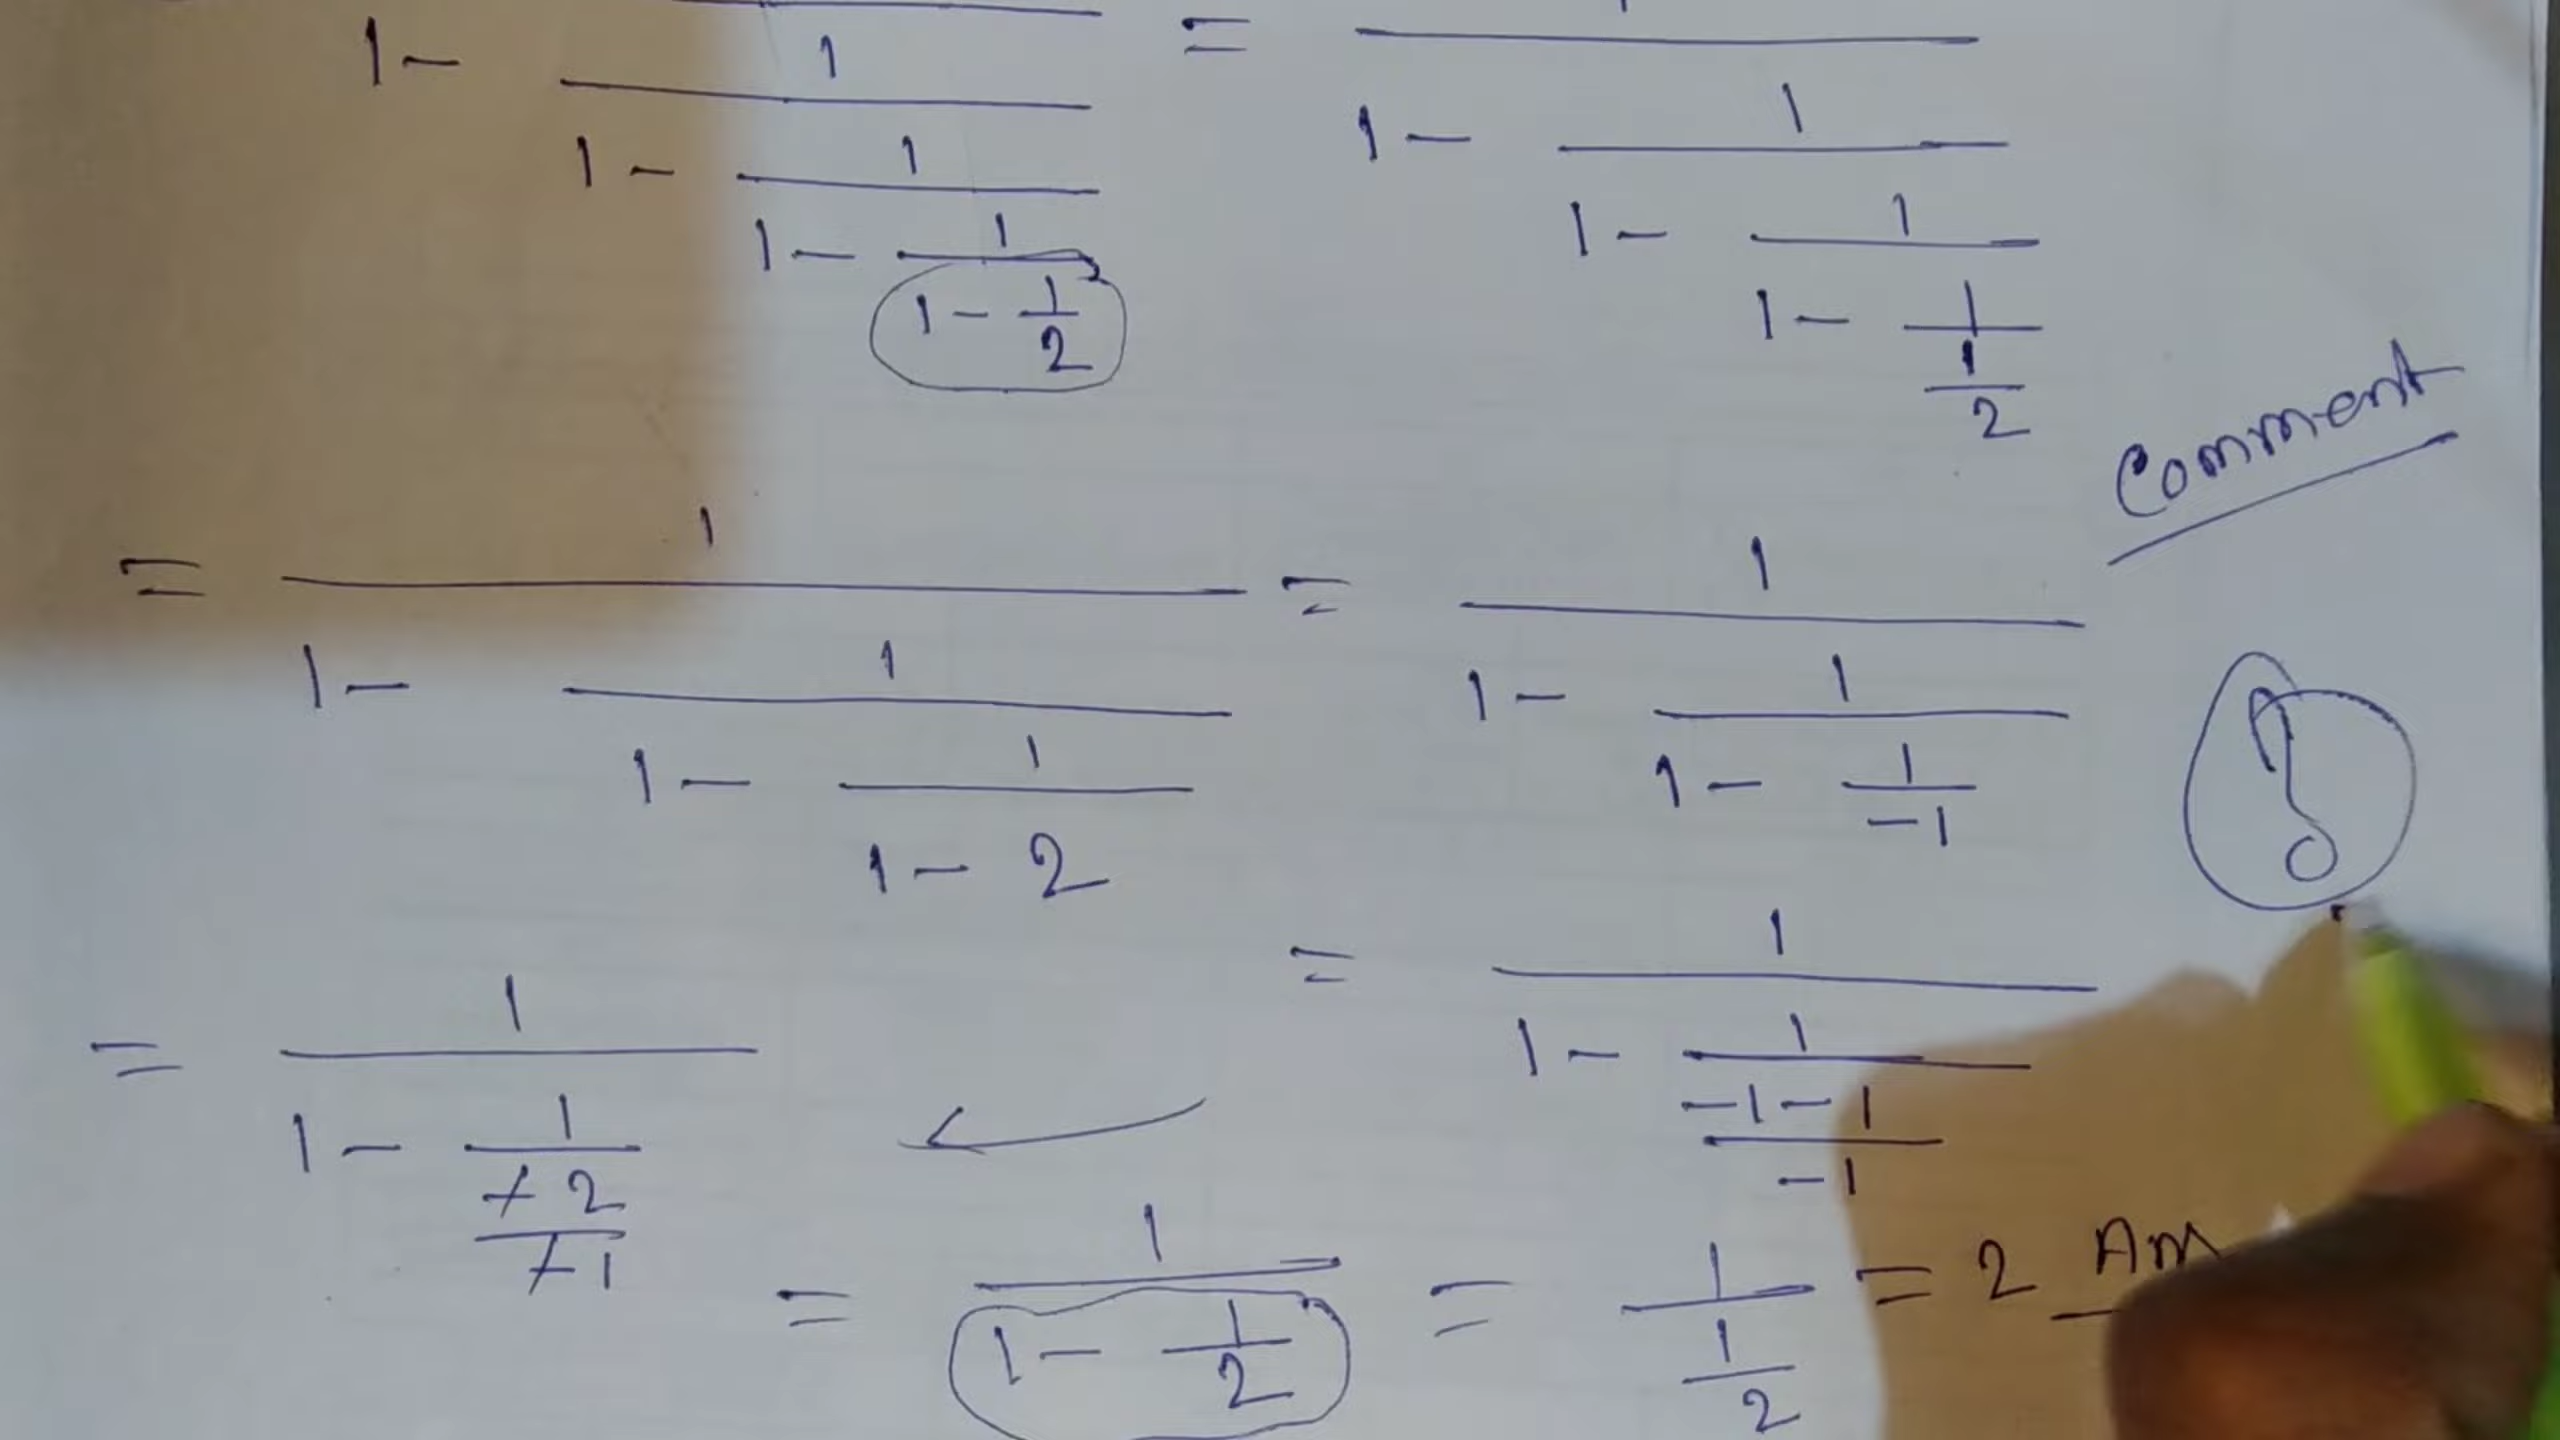 1 - 1 / (1 - 1 / (1 - 1 / (1 - 1/2))) = 1 / (1 - 1 / (1 - 1 / (1 - 1 / (1/2))))
Comment
= 1 / (1 - 1 / (1 - 1 / (1 - 2))) = 1 / (1 - 1 / (1 - 1/-1))
?
= 1 / (1 - 1 / ((-1-1)/-1))
= 1 / (1 - 1 / (-2/-1))
= 1 / (1 - 1/2) = 1 / (1/2) = 2